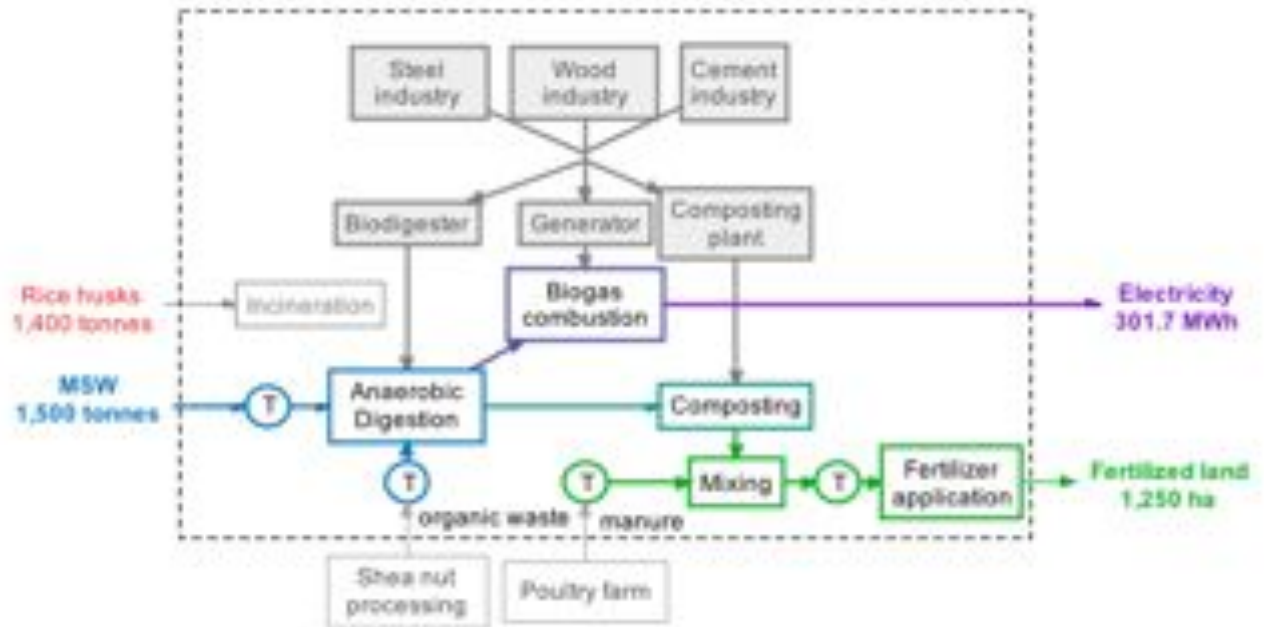 Steel
industry
Wood
industry
Cement
industry
Biodigester
Generator
Composting
plant
Rice husks
1,400 tonnes
Incineration
Biogas
combustion
Electricity
301.7 MWh
MSW
1,500 tonnes
T
Anaerobic
Digestion
Composting
T
organic waste
T
manure
Mixing
T
Fertilizer
application
Fertilized land
1,250 ha
Shea nut
processing
Poultry farm